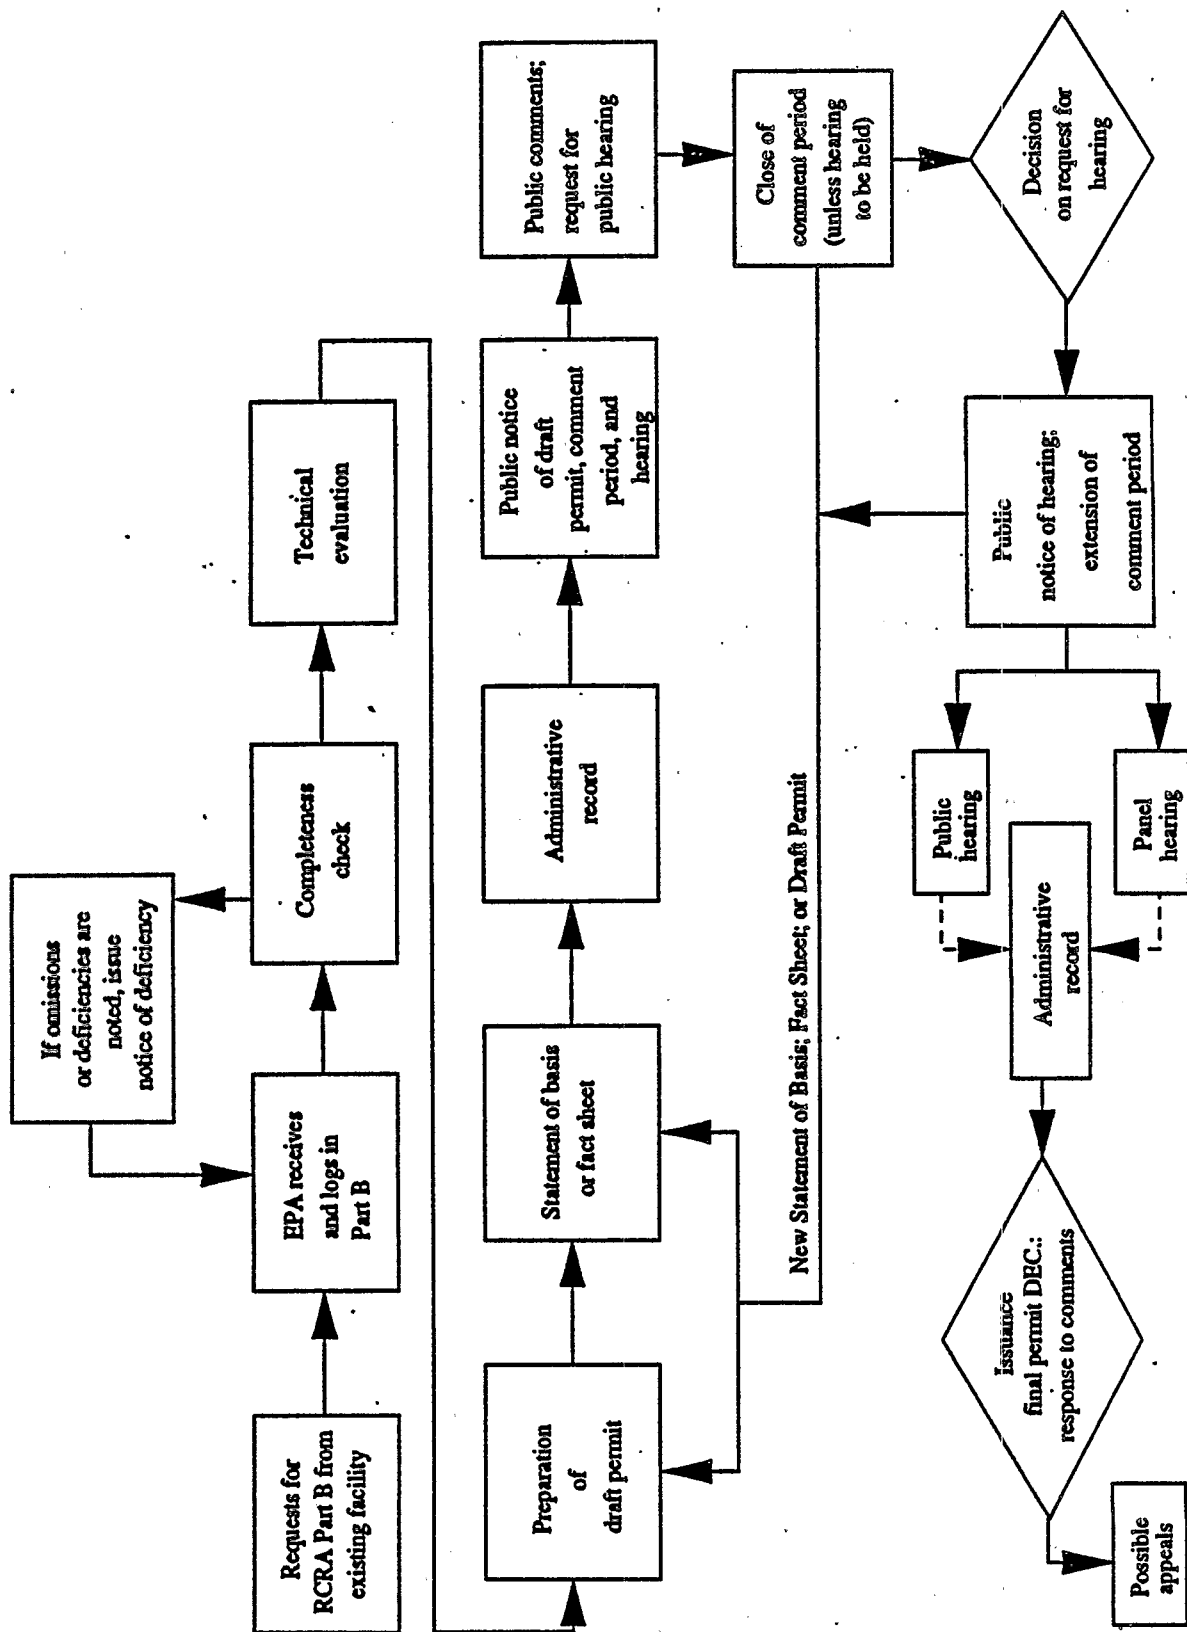 If omissions
or deficiencies are
noted, issue
notice of deficiency
Requests for
RCRA Part B from
existing facility
EPA receives
and logs in
Part B
Completeness
check
Technical
evaluation
Preparation
of
draft permit
Statement of basis
or fact sheet
Administrative
record
Public notice
of draft
permit, comment
period, and
hearing
Public comments;
request for
public hearing
Close of
comment period
(unless hearing
to be held)
New Statement of Basis; Fact Sheet; or Draft Permit
Decision
on request for
hearing
Public
notice of hearing;
extension of
comment period
Public
hearing
Panel
hearing
Administrative
record
issuance
final permit DEC.:
response to comments
Possible
appeals